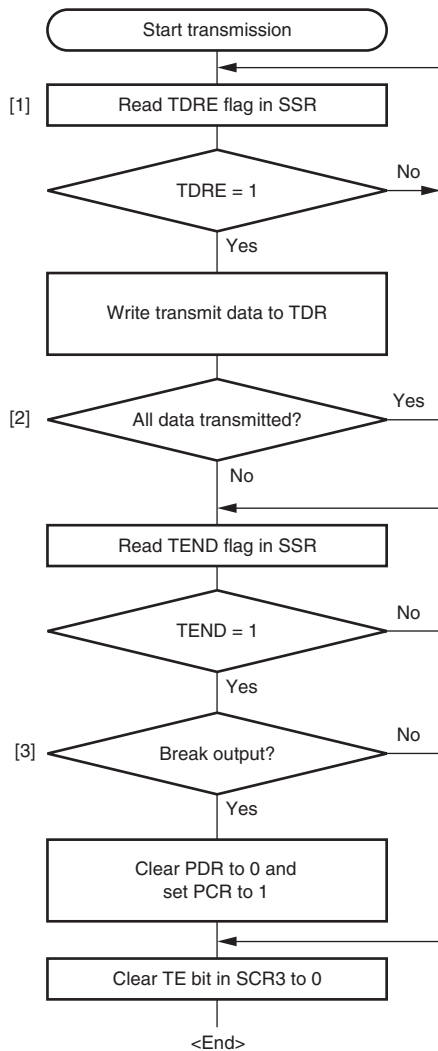 Start transmission
[1]
Read TDRE flag in SSR
No
TDRE = 1
Yes
Write transmit data to TDR
[2]
All data transmitted?
Yes
No
Read TEND flag in SSR
No
TEND = 1
Yes
[3]
Break output?
No
Yes
Clear PDR to 0 and
set PCR to 1
Clear TE bit in SCR3 to 0
<End>